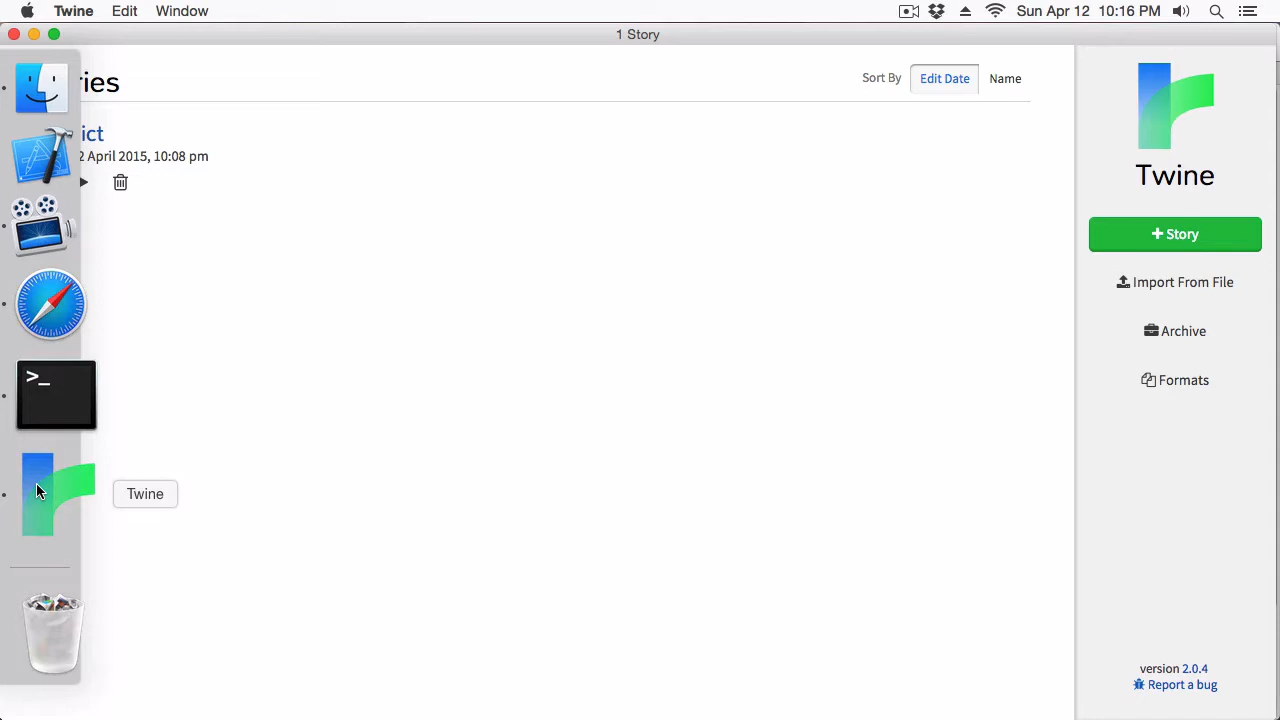 Twine Edit Window Sun Apr 12 10:16 PM
1 Story
ries
Sort By Edit Date Name
ict
2 April 2015, 10:08 pm
Twine
+ Story
Import From File
Archive
Formats
>_
Twine
version 2.0.4
Report a bug